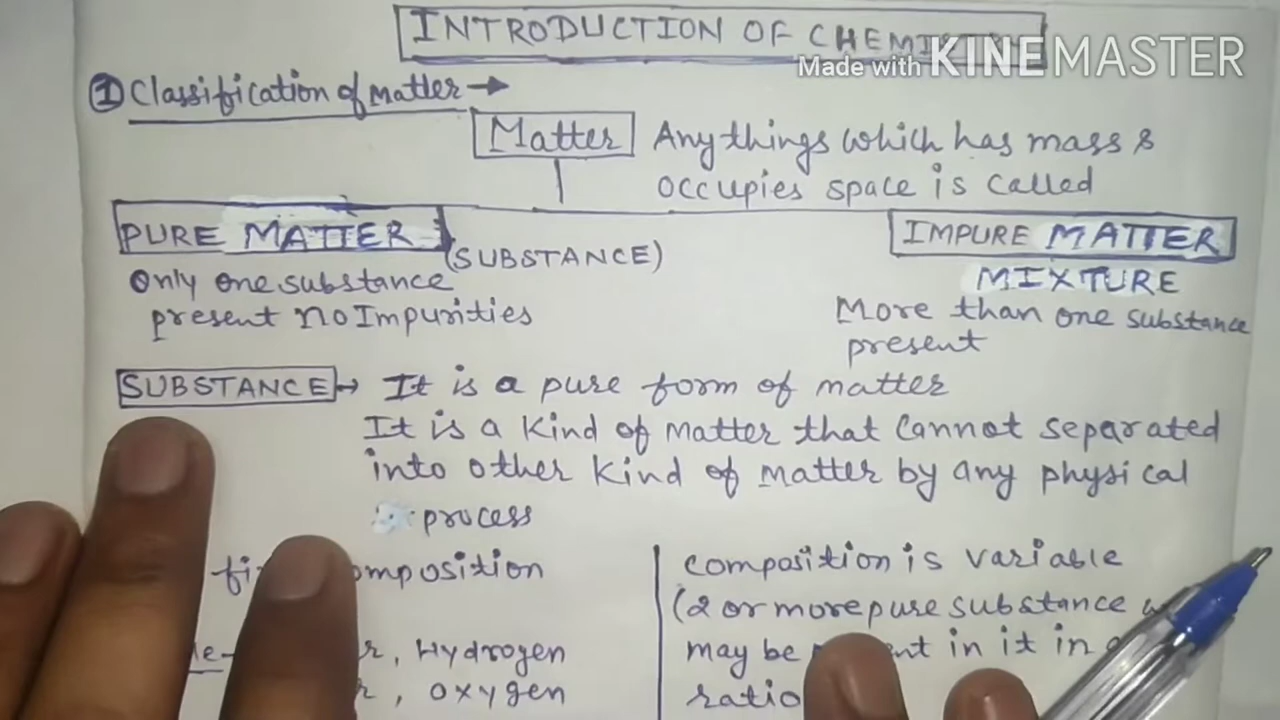 INTRODUCTION OF
Made with KINEMASTER
① Classification of Matter →
Matter
Any things which has mass &
occupies space is called
PURE MATTER
(SUBSTANCE)
Only one substance
present no Impurities
IMPURE MATTER
MIXTURE
More than one substance
present
SUBSTANCE → It is a pure form of matter
It is a kind of matter that cannot separated
into other kind of matter by any physical
process
composition is variable
(2 or more pure substance
may be in it in
, Hydrogen
, oxygen